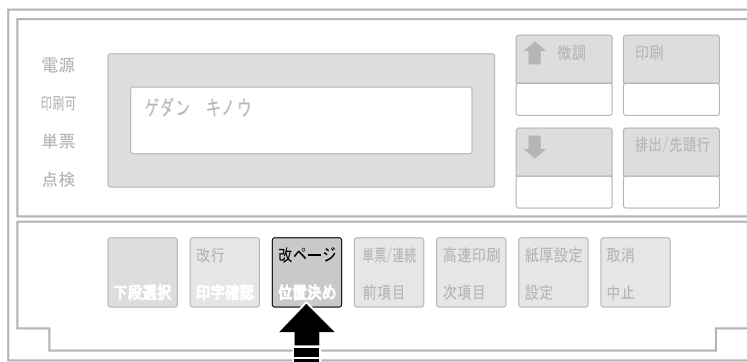 電源
印刷可
単票
点検
ゲダン キノウ
微調
印刷
排出/先頭行
改行
改ページ
単票/連続
高速印刷
紙厚設定
取消
下段選択
印字確認
位置決め
前項目
次項目
設定
中止